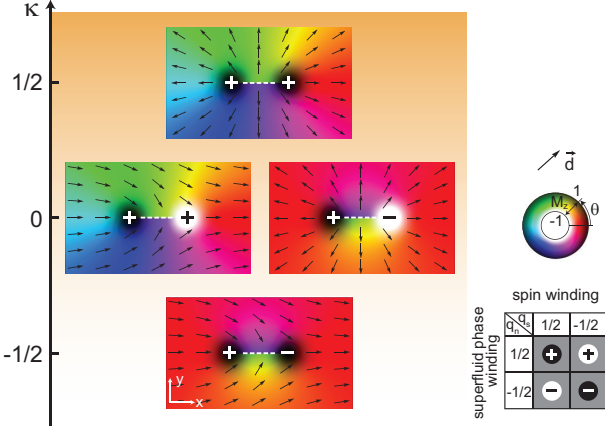 κ
1/2
+ +
0
+ +
+ −
-1/2
+ −
y
x
d
1
M_z
θ
-1
spin winding
q_n q_s 1/2 -1/2
superfluid phase winding
1/2 + +
-1/2 − −